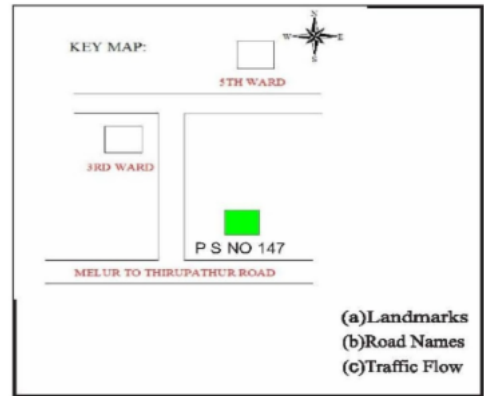 N
KEY MAP:
W
E
S
5TH WARD
3RD WARD
P S NO 147
MELUR TO THIRUPATHUR ROAD
(a)Landmarks
(b)Road Names
(c)Traffic Flow